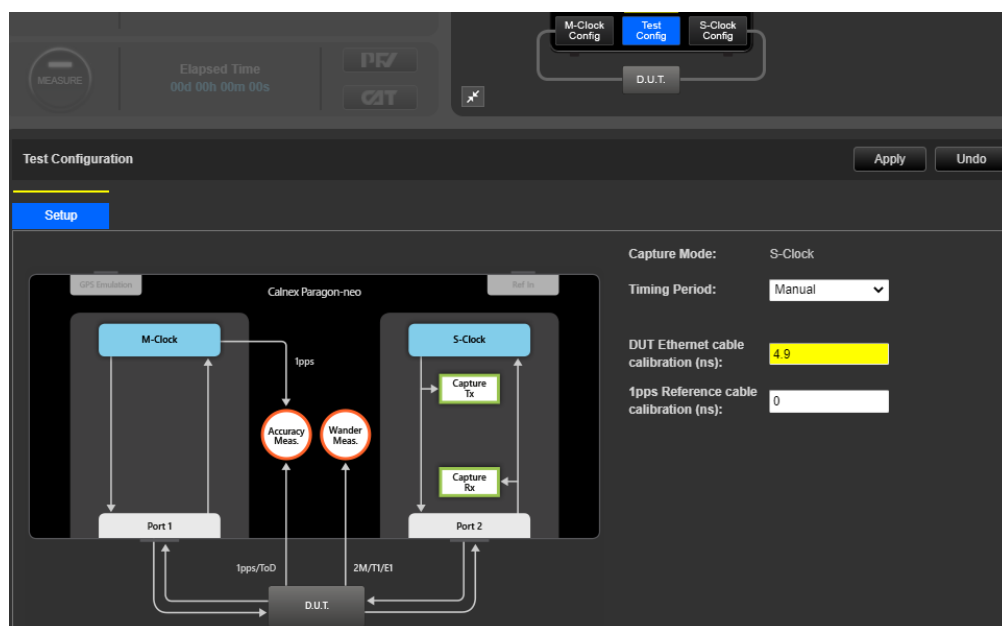 M-Clock
Config
Test
Config
S-Clock
Config
D.U.T.
MEASURE
Elapsed Time
00d 00h 00m 00s
PFV
CAT
Test Configuration
Apply
Undo
Setup
Capture Mode:
S-Clock
Timing Period:
Manual
DUT Ethernet cable
calibration (ns):
4.9
1pps Reference cable
calibration (ns):
0
GPS Emulation
Calnex Paragon-neo
Ref In
M-Clock
S-Clock
1pps
Capture
Tx
Accuracy
Meas.
Wander
Meas.
Capture
Rx
Port 1
Port 2
1pps/ToD
2M/T1/E1
D.U.T.